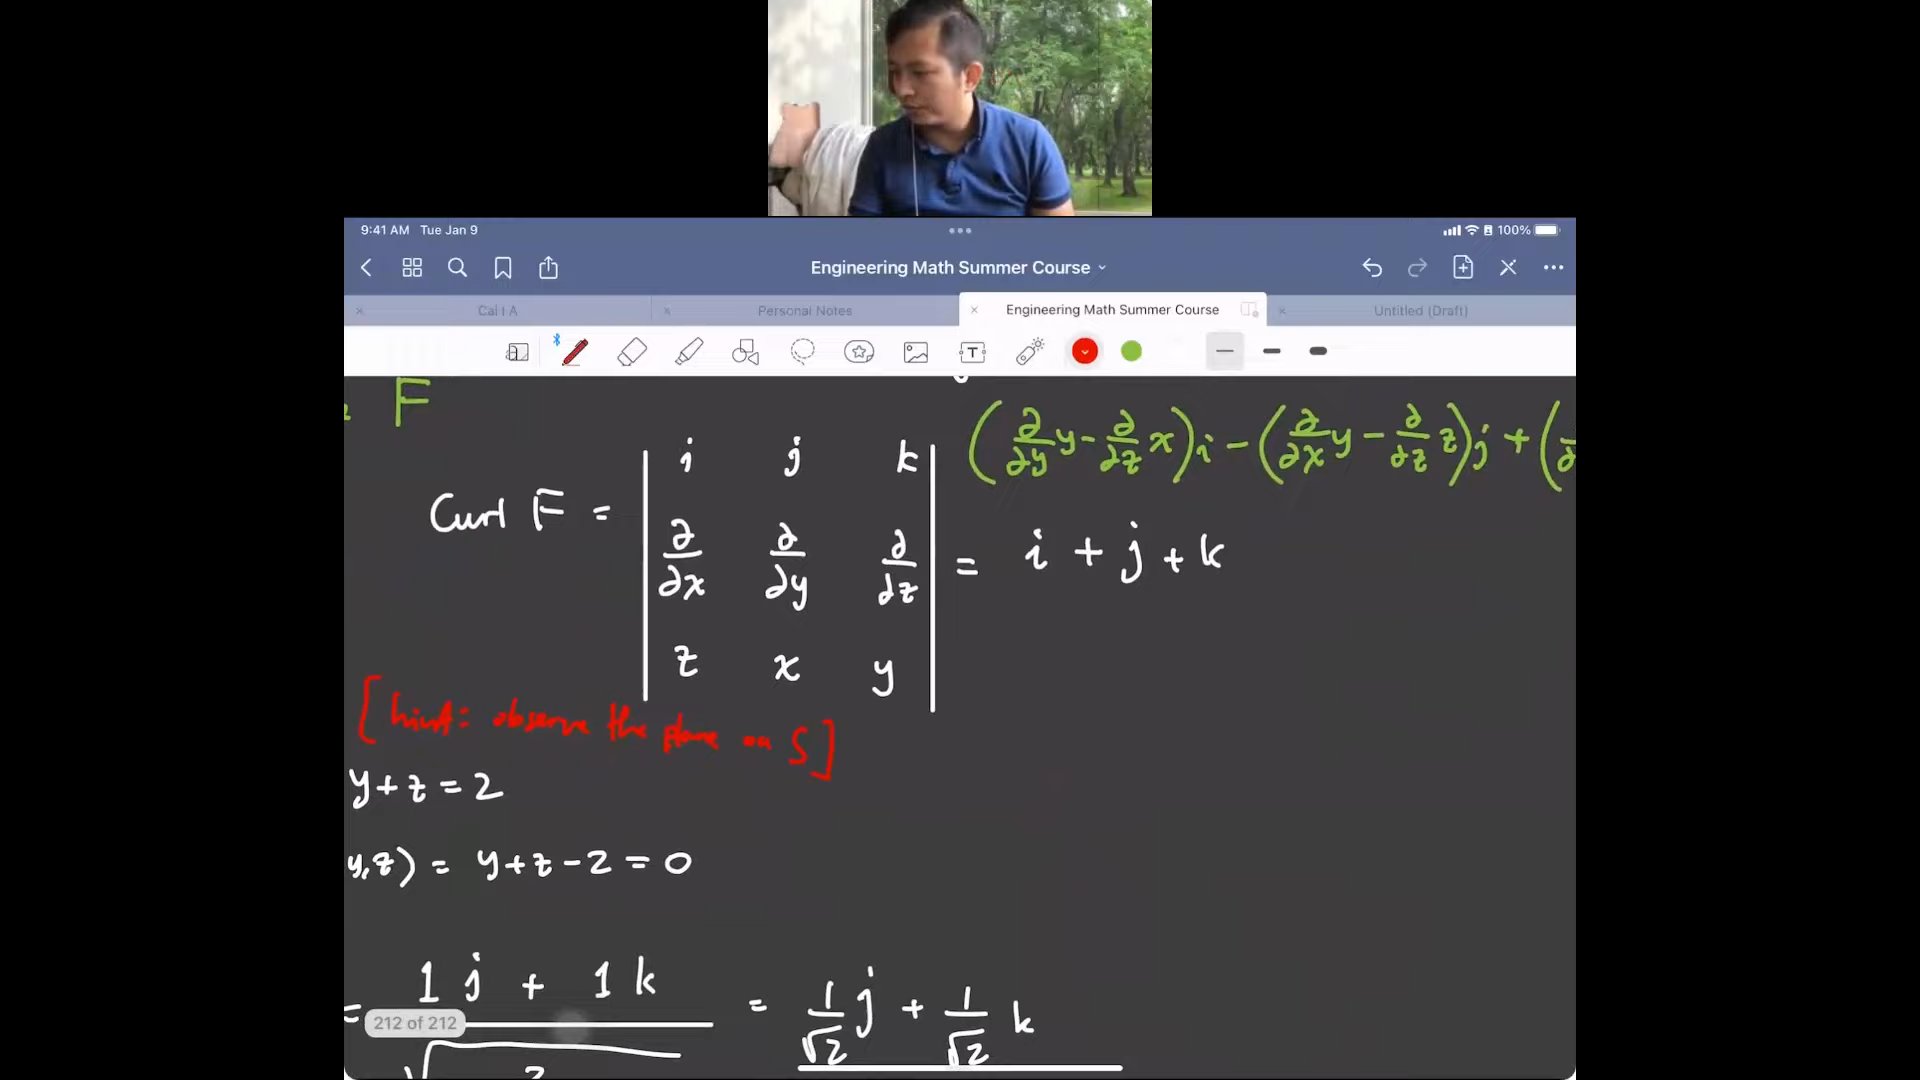 9:41 AM Tue Jan 9
100%
Engineering Math Summer Course
Cal I A
Personal Notes
Engineering Math Summer Course
Untitled (Draft)
F
(∂/∂y y - ∂/∂z x) i - (∂/∂x y - ∂/∂z z) j + (
i j k
Curl F =
∂/∂x ∂/∂y ∂/∂z
= i + j + k
z x y
[hint: observe the plane on S]
y + z = 2
y,z) = y + z - 2 = 0
= 1 j + 1 k / √2 = 1/√2 j + 1/√2 k
212 of 212